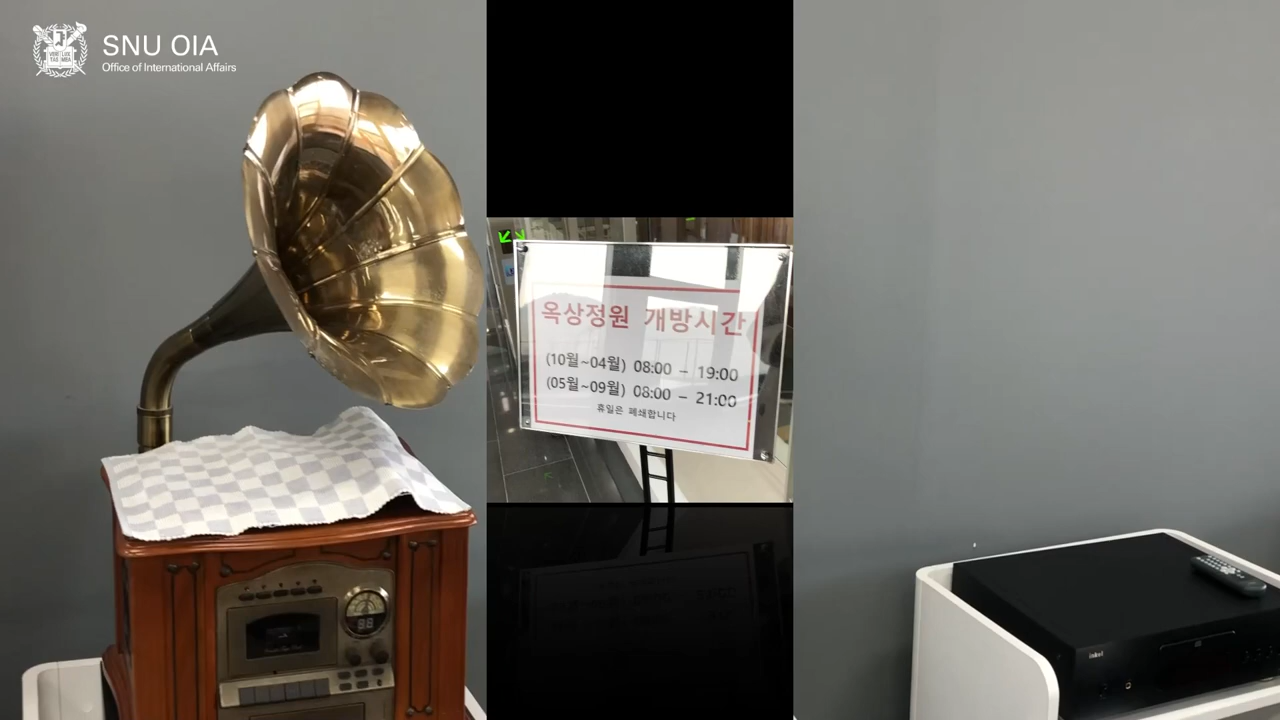 SNU OIA
Office of International Affairs
옥상정원 개방시간
(10월~04월) 08:00 - 19:00
(05월~09월) 08:00 - 21:00
휴일은 폐쇄합니다
inkel